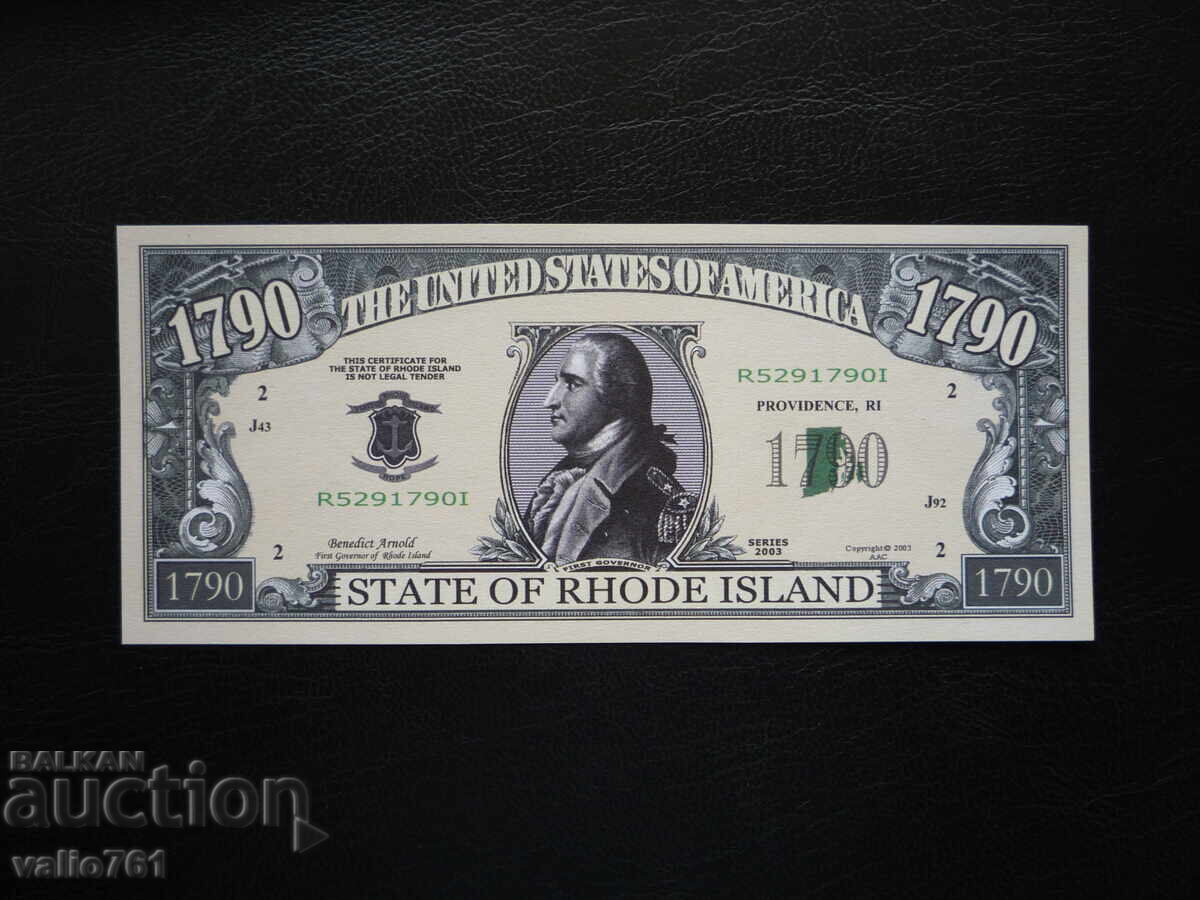 THE UNITED STATES OF AMERICA
1790
1790
THIS CERTIFICATE FOR
THE STATE OF RHODE ISLAND
IS NOT LEGAL TENDER
R5291790I
2
2
PROVIDENCE, RI
J43
1790
HOPE
R5291790I
J92
Benedict Arnold
First Governor of Rhode Island
SERIES
2003
Copyright © 2003
AAC
2
2
FIRST GOVERNOR
1790
STATE OF RHODE ISLAND
1790
BALKAN
auction
valio761